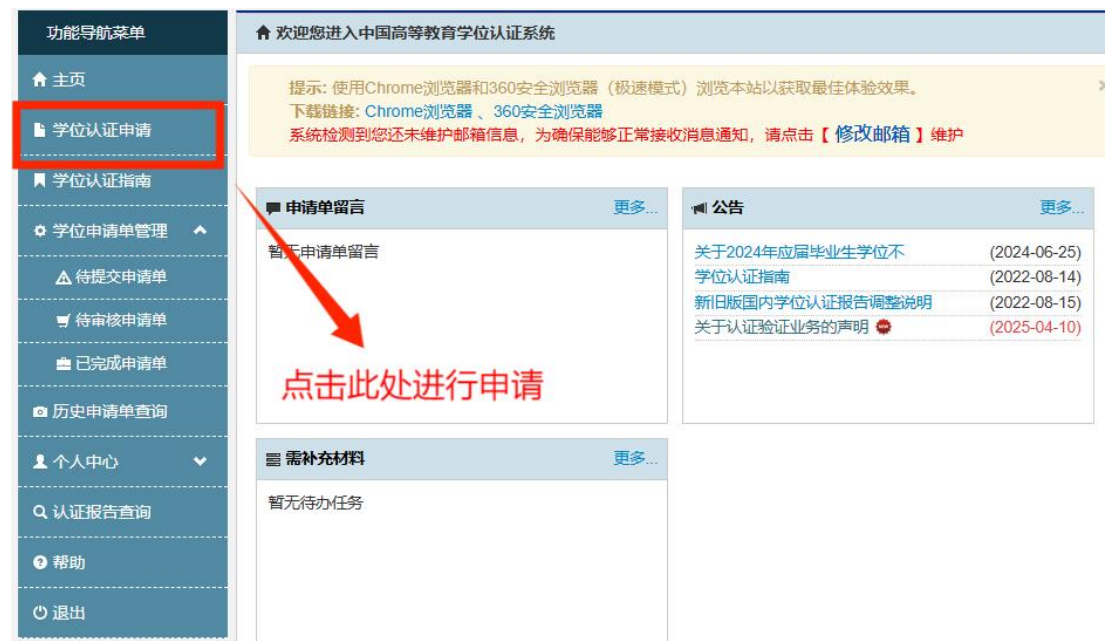 功能导航菜单
主页
学位认证申请
学位认证指南
学位申请单管理
待提交申请单
待审核申请单
已完成申请单
历史申请单查询
个人中心
认证报告查询
帮助
退出
欢迎您进入中国高等教育学位认证系统
提示: 使用Chrome浏览器和360安全浏览器（极速模式）浏览本站以获取最佳体验效果。
下载链接: Chrome浏览器 、360安全浏览器
系统检测到您还未维护邮箱信息，为确保能够正常接收消息通知，请点击【 修改邮箱 】维护
申请单留言 更多...
暂无申请单留言
点击此处进行申请
公告 更多...
关于2024年应届毕业生学位不 (2024-06-25)
学位认证指南 (2022-08-14)
新旧版国内学位认证报告调整说明 (2022-08-15)
关于认证验证业务的声明 (2025-04-10)
需补充材料 更多...
暂无待办任务